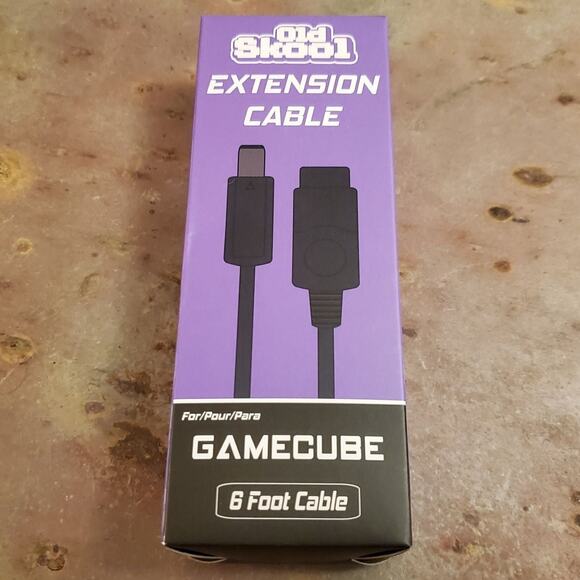 Old
Skool
EXTENSION
CABLE
For/Pour/Para
GAMECUBE
6 Foot Cable